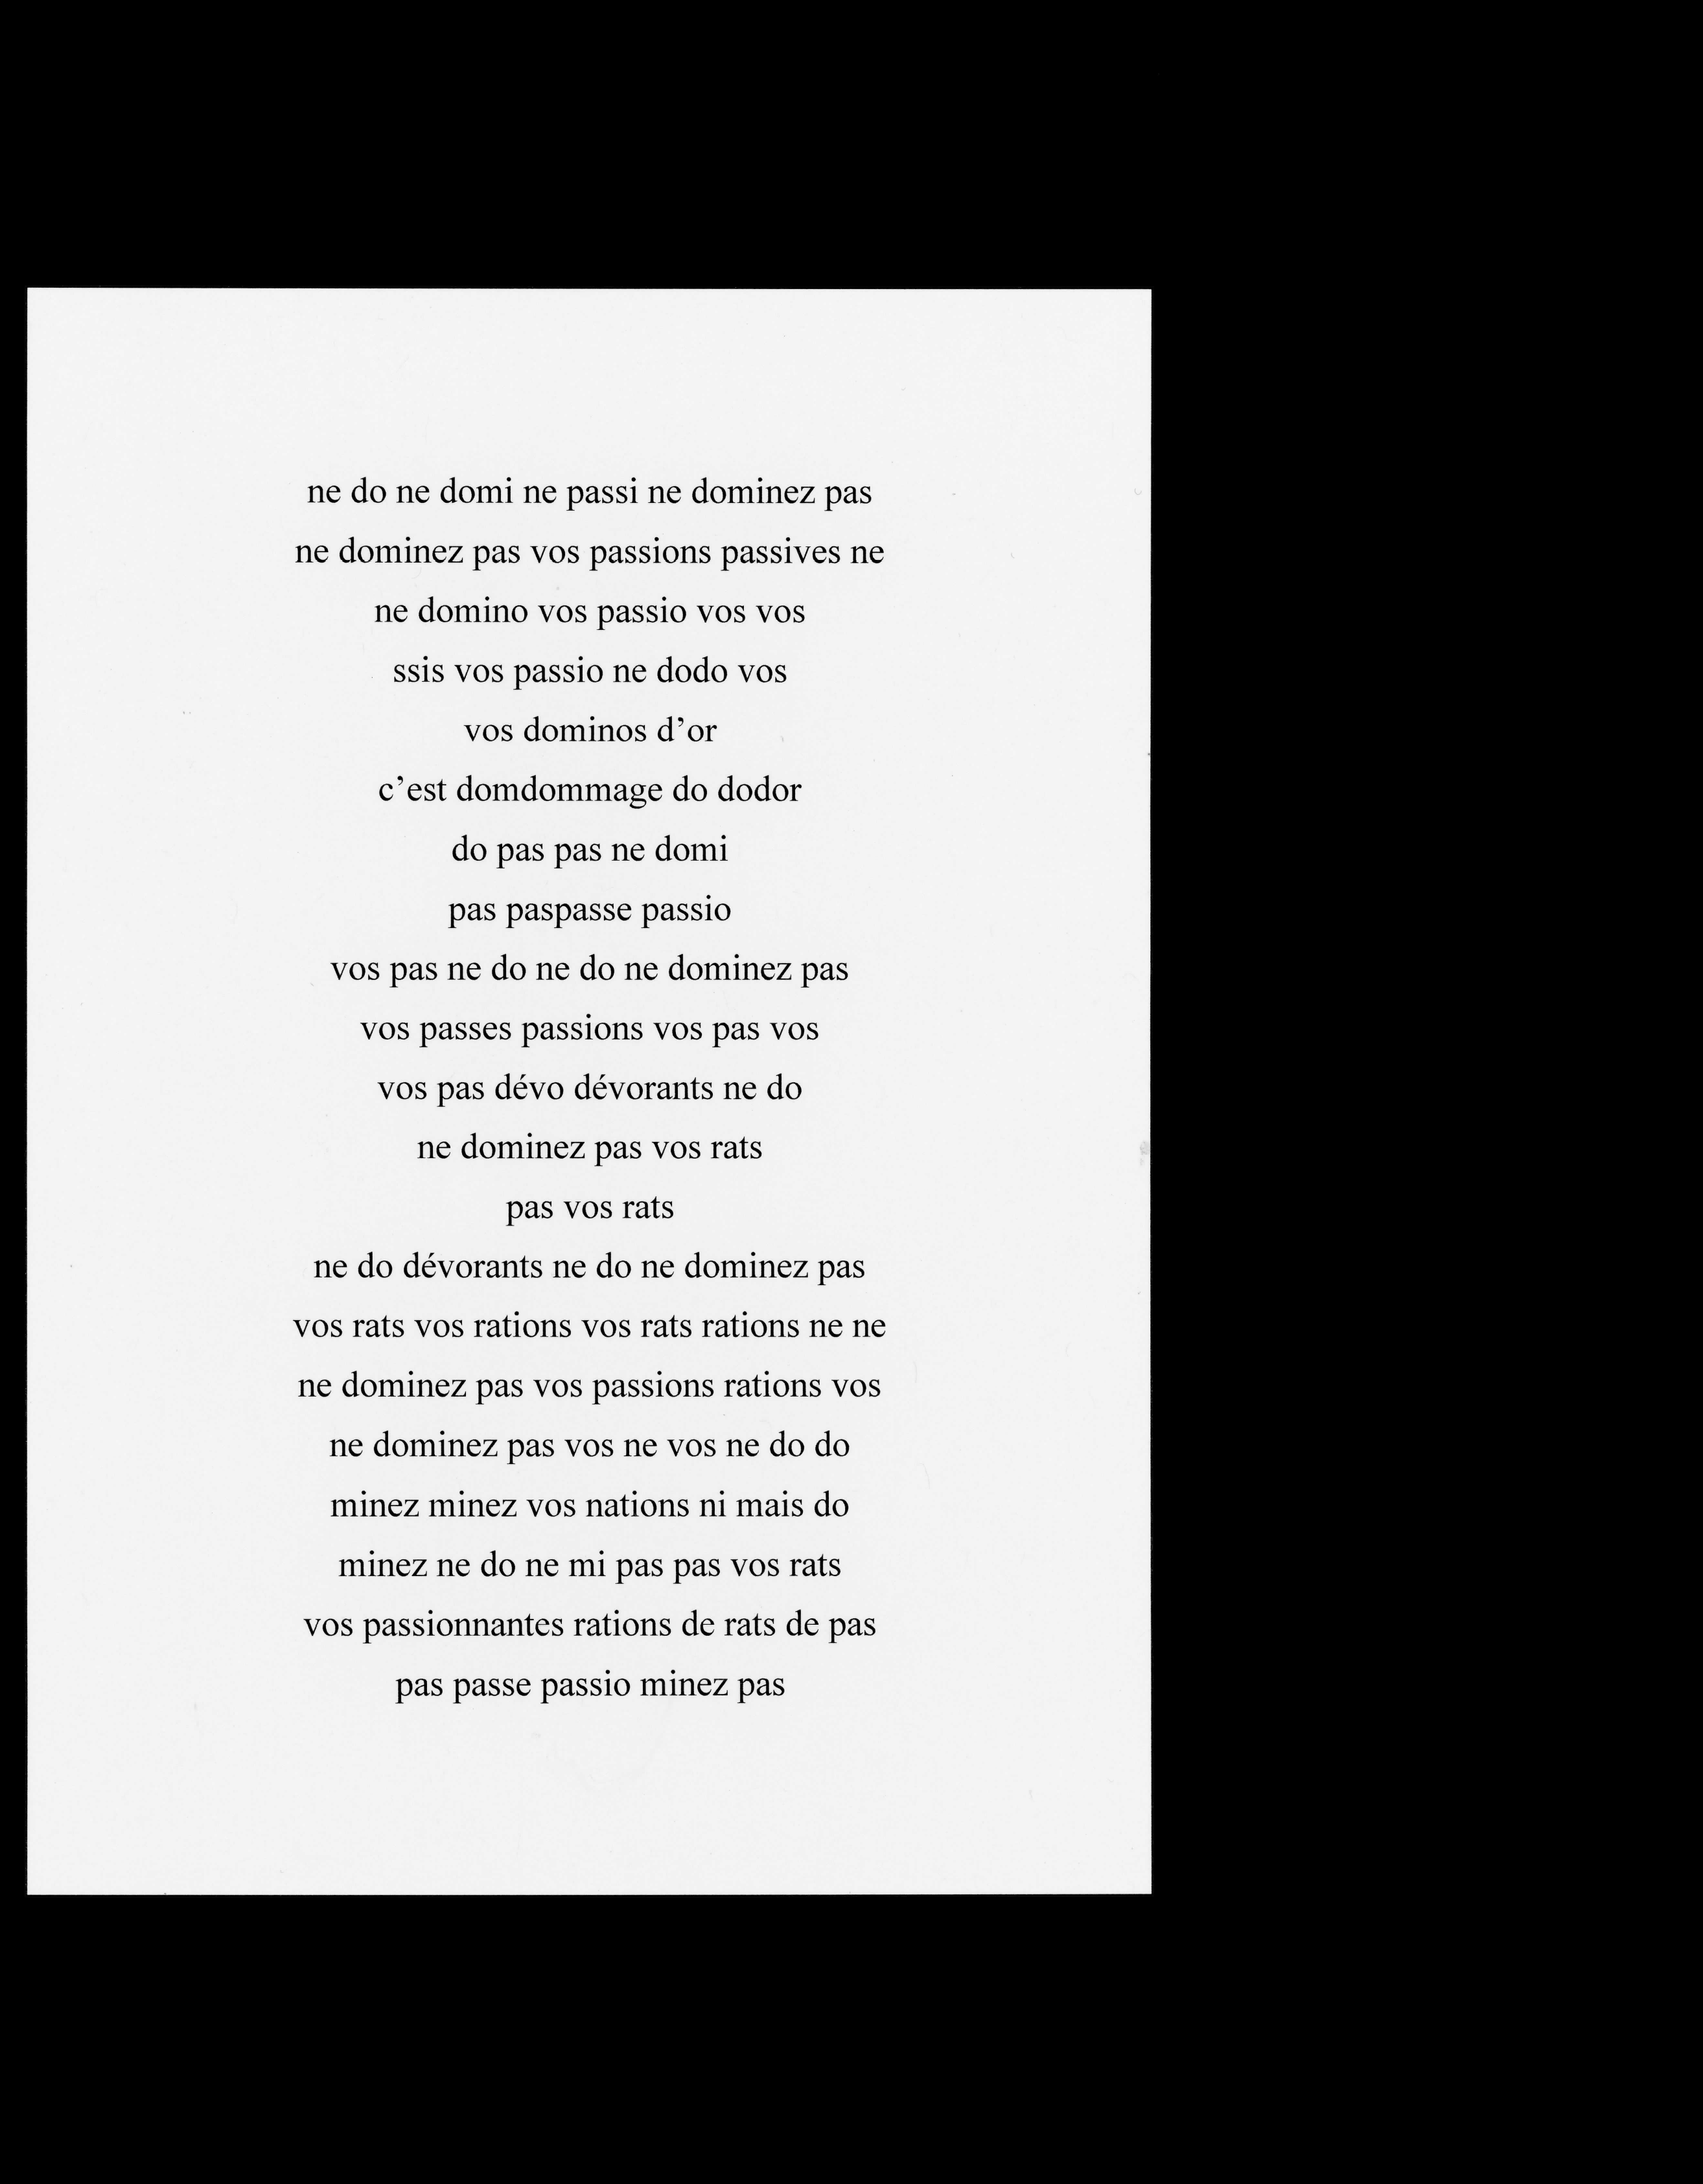 ne do ne domi ne passi ne dominez pas
ne dominez pas vos passions passives ne
ne domino vos passio vos vos
ssis vos passio ne dodo vos
vos dominos d’or
c’est domdommage do dodor
do pas pas ne domi
pas paspasse passio
vos pas ne do ne do ne dominez pas
vos passes passions vos pas vos
vos pas dévo dévorants ne do
ne dominez pas vos rats
pas vos rats
ne do dévorants ne do ne dominez pas
vos rats vos rations vos rats rations ne ne
ne dominez pas vos passions rations vos
ne dominez pas vos ne vos ne do do
minez minez vos nations ni mais do
minez ne do ne mi pas pas vos rats
vos passionnantes rations de rats de pas
pas passe passio minez pas